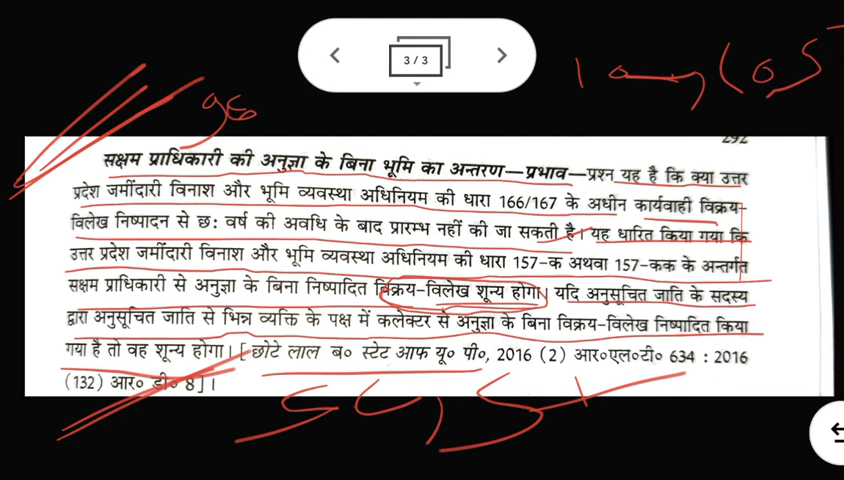 3 / 3
292
सक्षम प्राधिकारी की अनुज्ञा के बिना भूमि का अन्तरण—प्रभाव—प्रश्न यह है कि क्या उत्तर
प्रदेश जमींदारी विनाश और भूमि व्यवस्था अधिनियम की धारा 166/167 के अधीन कार्यवाही विक्रय-
विलेख निष्पादन से छ: वर्ष की अवधि के बाद प्रारम्भ नहीं की जा सकती है। यह धारित किया गया कि
उत्तर प्रदेश जमींदारी विनाश और भूमि व्यवस्था अधिनियम की धारा 157-क अथवा 157-कक के अन्तर्गत
सक्षम प्राधिकारी से अनुज्ञा के बिना निष्पादित विक्रय-विलेख शून्य होगा। यदि अनुसूचित जाति के सदस्य
द्वारा अनुसूचित जाति से भिन्न व्यक्ति के पक्ष में कलेक्टर से अनुज्ञा के बिना विक्रय-विलेख निष्पादित किया
गया है तो वह शून्य होगा। [ छोटे लाल ब० स्टेट आफ यू० पी०, 2016 (2) आर०एल०टी० 634 : 2016
(132) आर० डी० 8]।